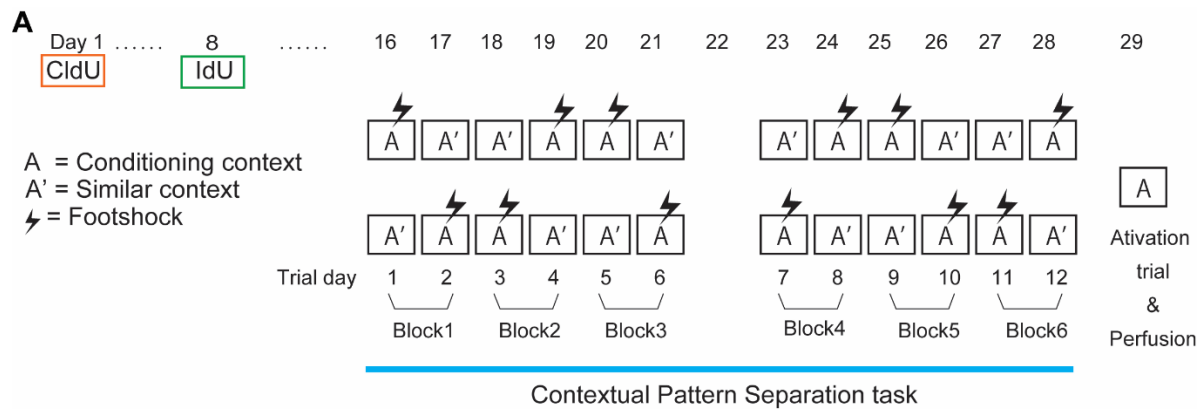 A
Day 1 ...... 8 ...... 16 17 18 19 20 21 22 23 24 25 26 27 28 29
CldU IdU
A A' A' A A A' A' A A A' A' A
A = Conditioning context
A' = Similar context
= Footshock
A
A' A A A' A' A A A' A' A A A'
Ativation
trial
&
Perfusion
Trial day 1 2 3 4 5 6 7 8 9 10 11 12
Block1 Block2 Block3 Block4 Block5 Block6
Contextual Pattern Separation task